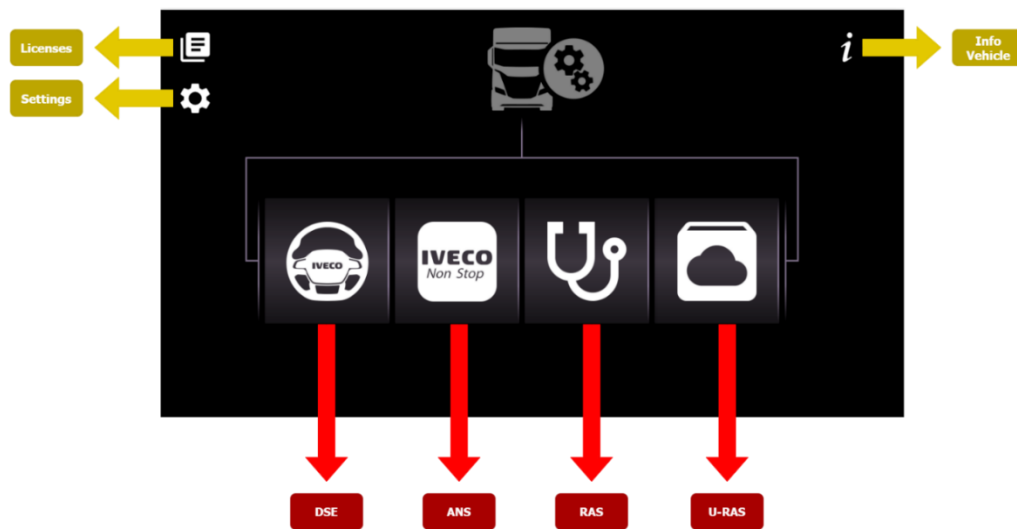 Licenses
Info
Vehicle
Settings
IVECO
IVECO
Non Stop
DSE
ANS
RAS
U-RAS